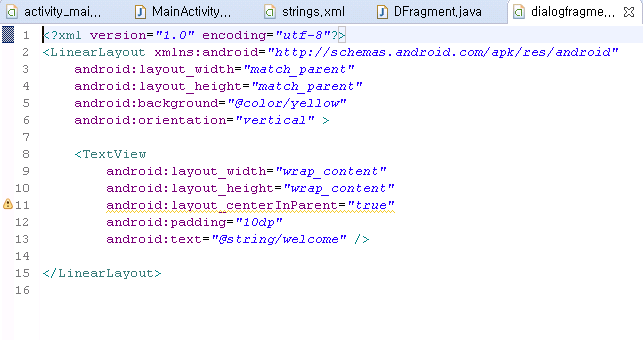 activity_mai... MainActivity... strings.xml DFragment.java dialogfragme...
1 <?xml version="1.0" encoding="utf-8"?>
2 <LinearLayout xmlns:android="http://schemas.android.com/apk/res/android"
3     android:layout_width="match_parent"
4     android:layout_height="match_parent"
5     android:background="@color/yellow"
6     android:orientation="vertical" >
7
8     <TextView
9         android:layout_width="wrap_content"
10         android:layout_height="wrap_content"
11         android:layout_centerInParent="true"
12         android:padding="10dp"
13         android:text="@string/welcome" />
14
15 </LinearLayout>
16